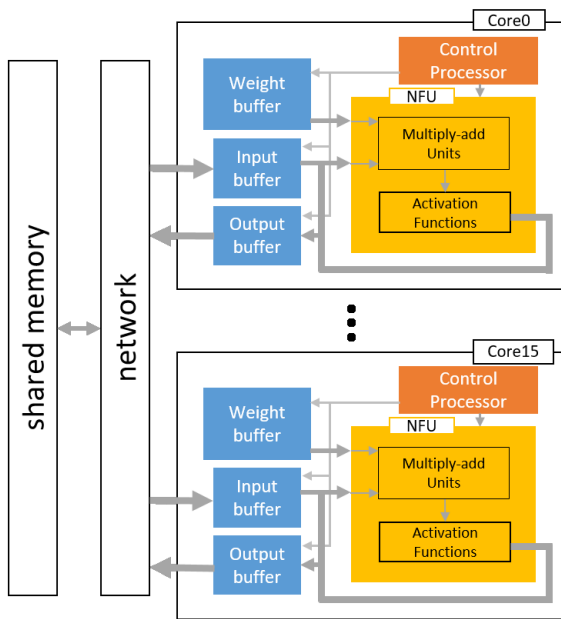 shared memory
network
Core0
Control
Processor
Weight
buffer
NFU
Multiply-add
Units
Input
buffer
Output
buffer
Activation
Functions
Core15
Control
Processor
Weight
buffer
NFU
Multiply-add
Units
Input
buffer
Output
buffer
Activation
Functions